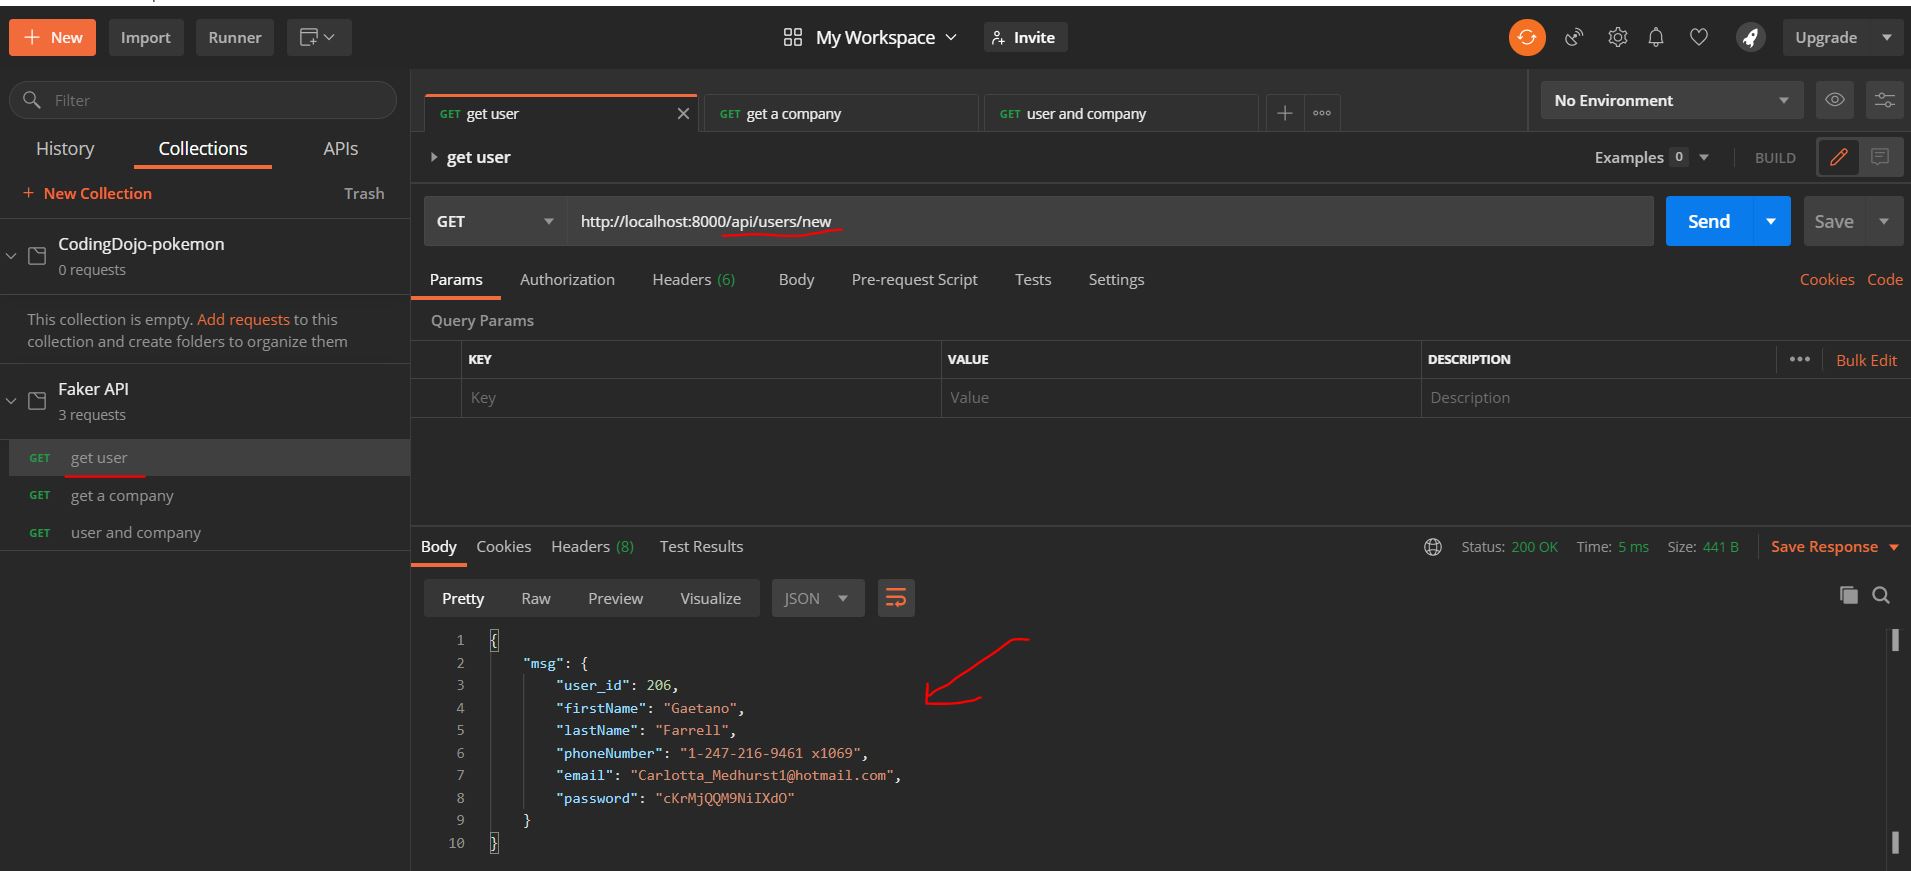 New
Import
Runner
My Workspace
Invite
Upgrade
Filter
History
Collections
APIs
+ New Collection
Trash
CodingDojo-pokemon
0 requests
This collection is empty. Add requests to this
collection and create folders to organize them
Faker API
3 requests
GET get user
GET get a company
GET user and company
GET get user
GET get a company
GET user and company
No Environment
get user
Examples 0
BUILD
GET
http://localhost:8000/api/users/new
Send
Save
Params
Authorization
Headers (6)
Body
Pre-request Script
Tests
Settings
Cookies
Code
Query Params
KEY
VALUE
DESCRIPTION
Bulk Edit
Key
Value
Description
Body
Cookies
Headers (8)
Test Results
Status: 200 OK
Time: 5 ms
Size: 441 B
Save Response
Pretty
Raw
Preview
Visualize
JSON
1 {
2 "msg": {
3 "user_id": 206,
4 "firstName": "Gaetano",
5 "lastName": "Farrell",
6 "phoneNumber": "1-247-216-9461 x1069",
7 "email": "Carlotta_Medhurst1@hotmail.com",
8 "password": "cKrMjQQM9NiIXdO"
9 }
10 }